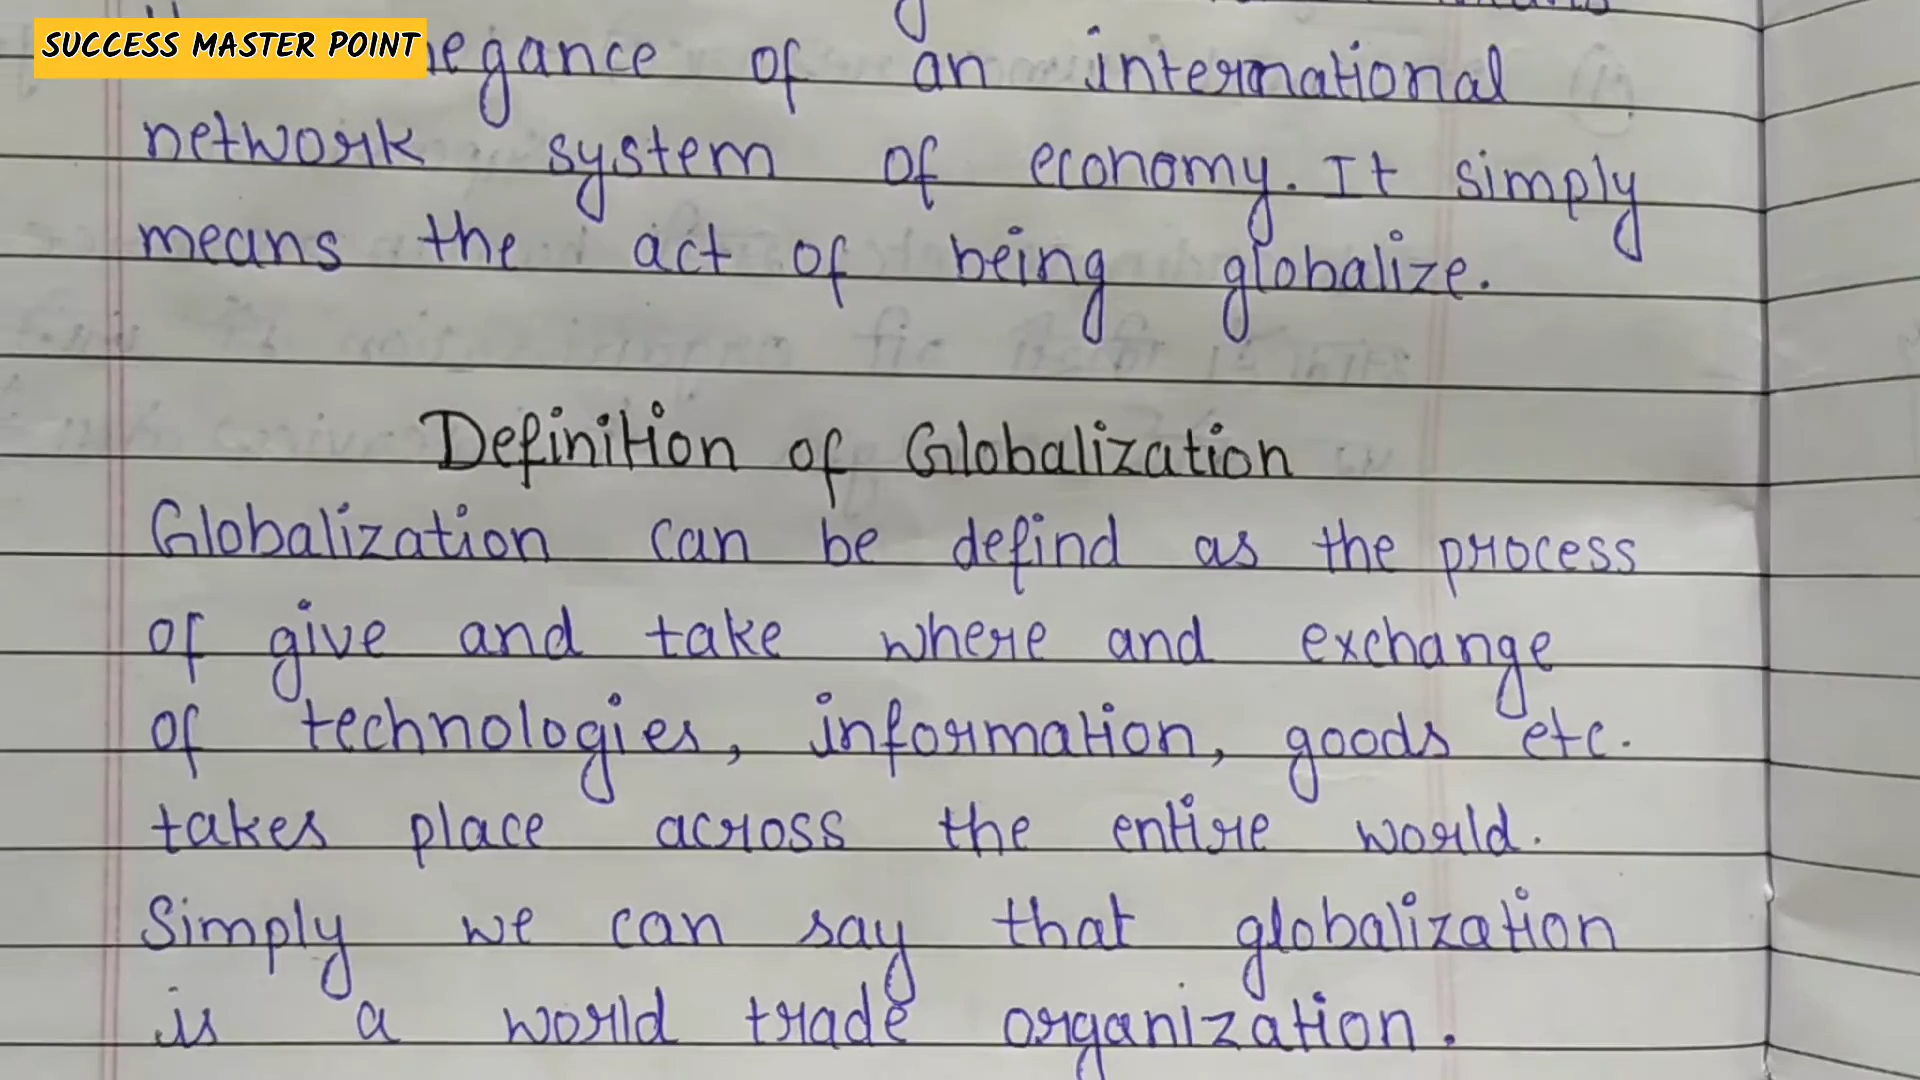 SUCCESS MASTER POINT
of an international
network system of economy. It simply
means the act of being globalize.
Definition of Globalization
Globalization can be defind as the process
of give and take where and exchange
of technologies, information, goods etc.
takes place across the entire world.
Simply we can say that globalization
is a world trade organization.